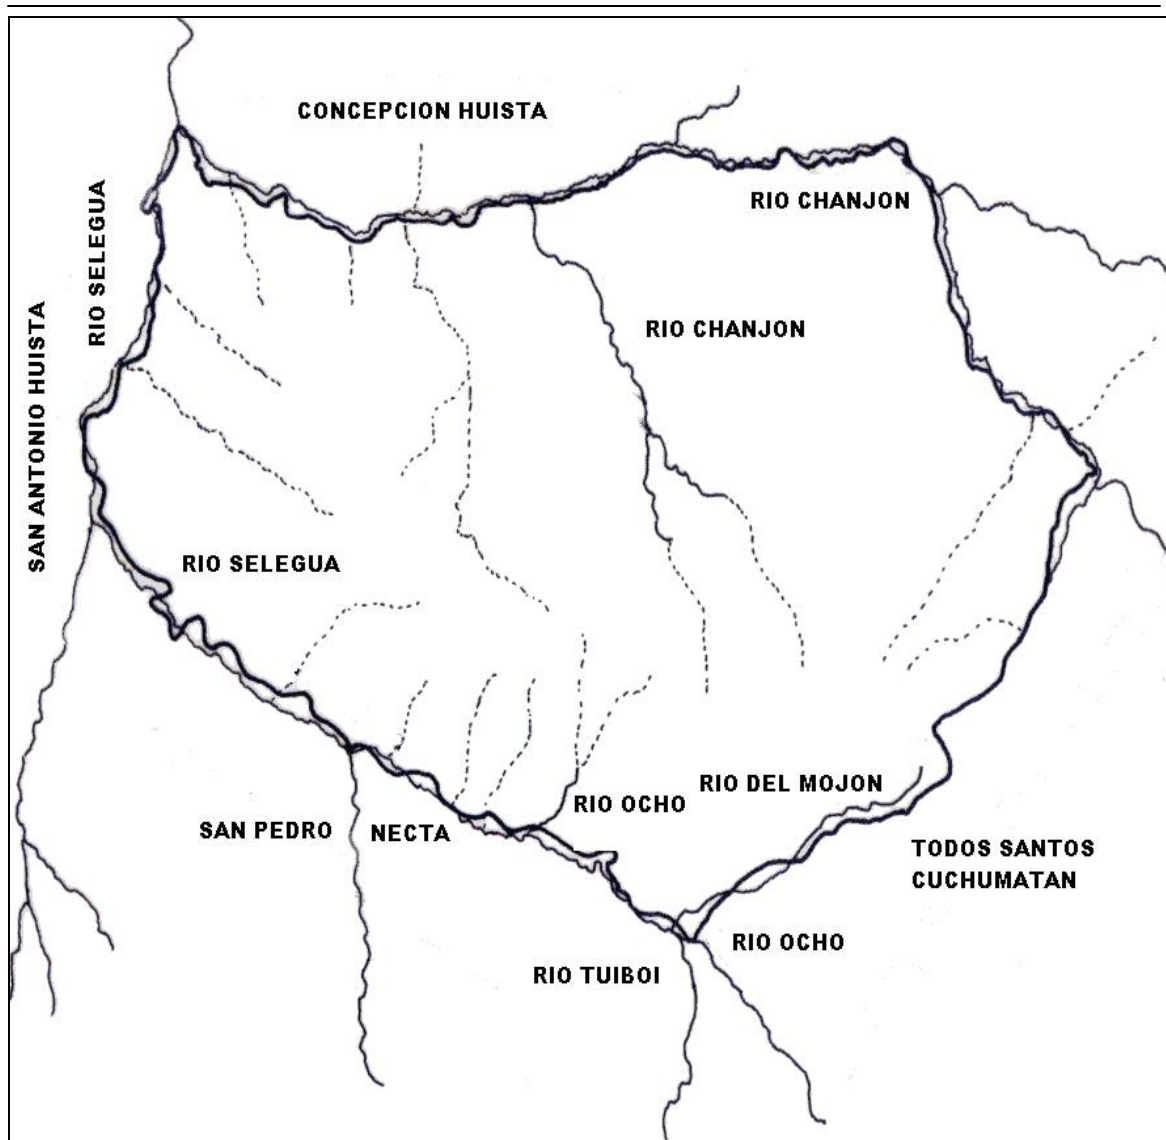 CONCEPCION HUISTA
RIO CHANJON
RIO SELEGUA
SAN ANTONIO HUISTA
RIO CHANJON
RIO SELEGUA
RIO DEL MOJON
RIO OCHO
SAN PEDRO NECTA
TODOS SANTOS
CUCHUMATAN
RIO OCHO
RIO TUIBOI